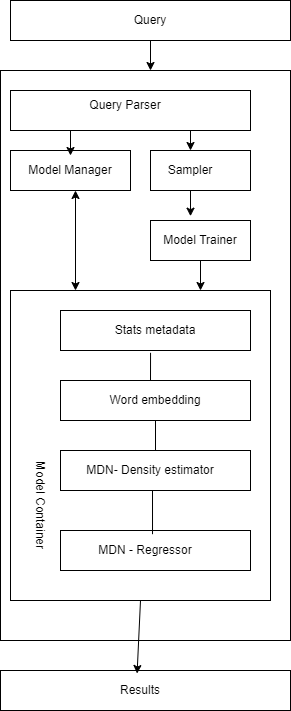 Query
Query Parser
Model Manager
Sampler
Model Trainer
Stats metadata
Word embedding
MDN- Density estimator
MDN - Regressor
Model Container
Results